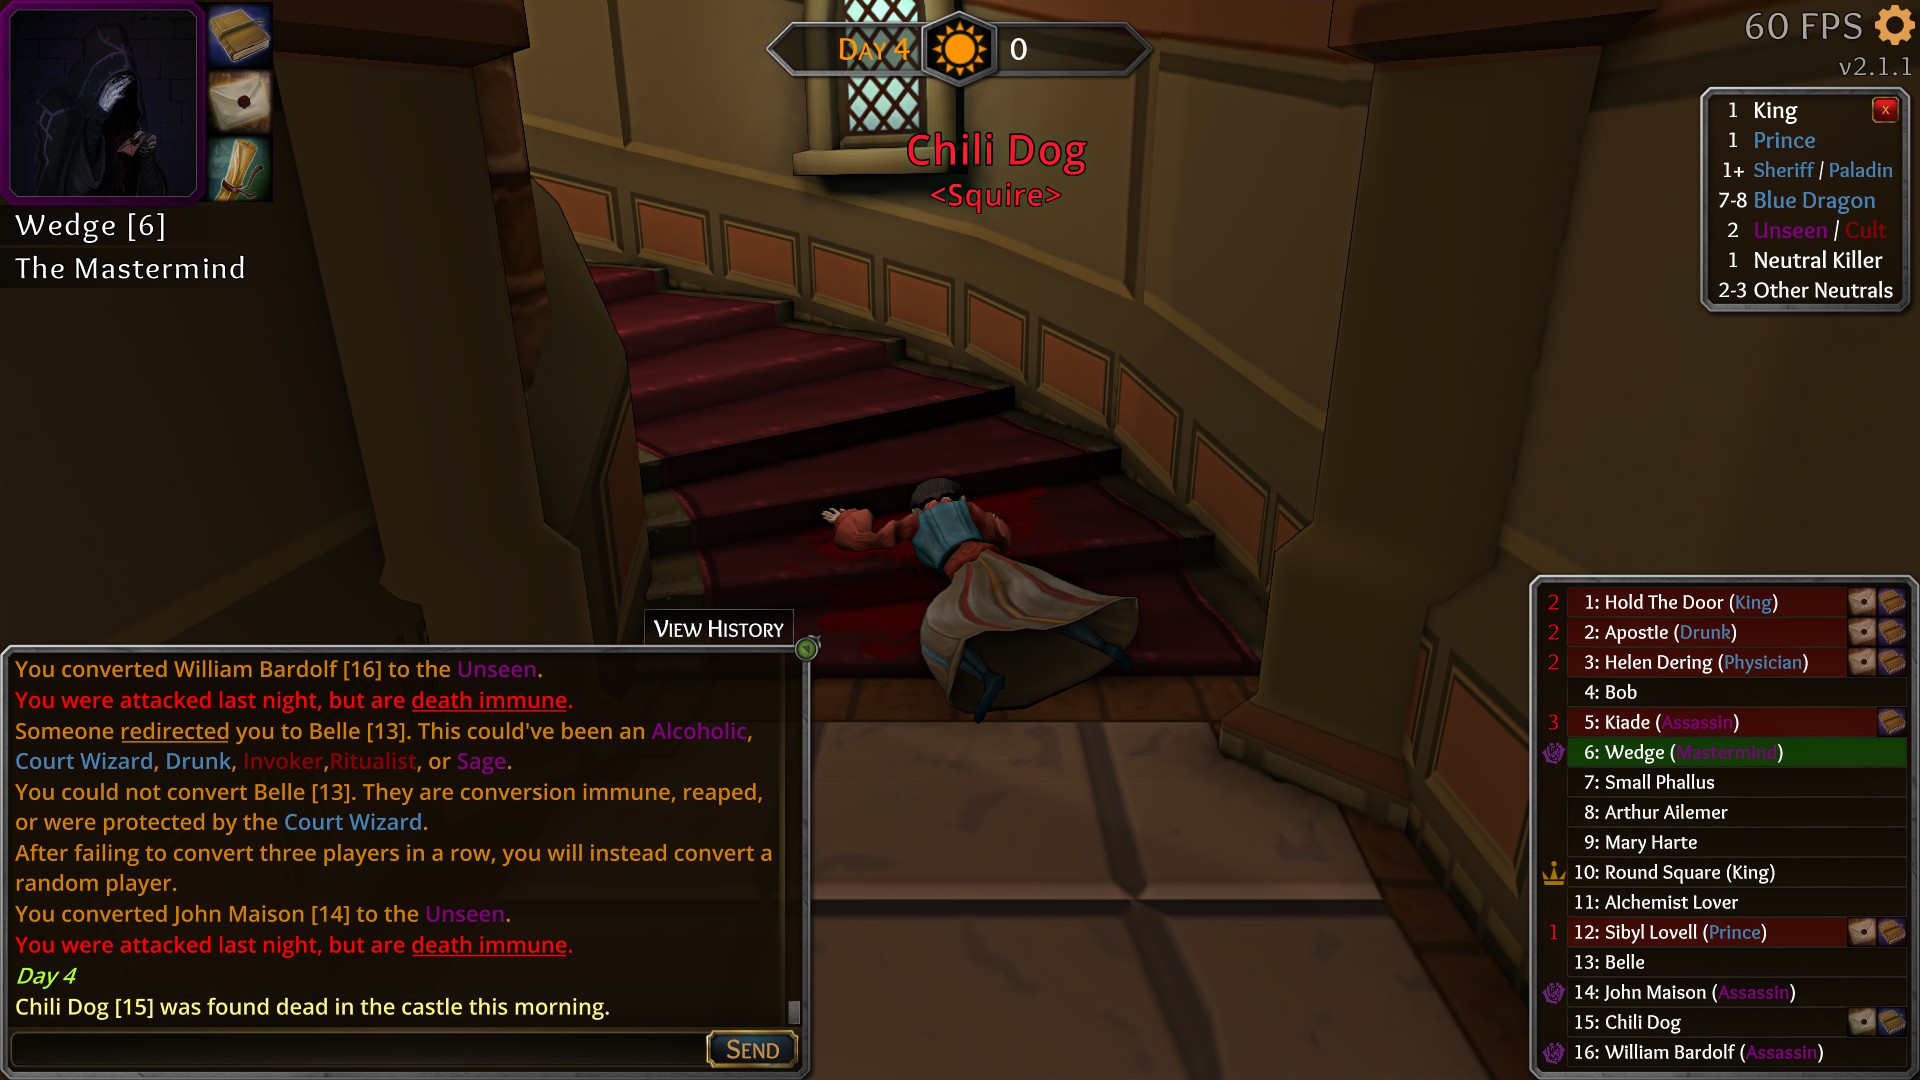 60 FPS
v2.1.1
Day 4
0
Wedge [6]
The Mastermind
Chili Dog
<Squire>
1 King
x
1 Prince
1+ Sheriff / Paladin
7-8 Blue Dragon
2 Unseen / Cult
1 Neutral Killer
2-3 Other Neutrals
View History
You converted William Bardolf [16] to the Unseen.
You were attacked last night, but are death immune.
Someone redirected you to Belle [13]. This could've been an Alcoholic,
Court Wizard, Drunk, Invoker,Ritualist, or Sage.
You could not convert Belle [13]. They are conversion immune, reaped,
or were protected by the Court Wizard.
After failing to convert three players in a row, you will instead convert a
random player.
You converted John Maison [14] to the Unseen.
You were attacked last night, but are death immune.
Day 4
Chili Dog [15] was found dead in the castle this morning.
Send
2 1: Hold The Door (King)
2 2: Apostle (Drunk)
2 3: Helen Dering (Physician)
4: Bob
3 5: Kiade (Assassin)
6: Wedge (Mastermind)
7: Small Phallus
8: Arthur Ailemer
9: Mary Harte
10: Round Square (King)
11: Alchemist Lover
1 12: Sibyl Lovell (Prince)
13: Belle
14: John Maison (Assassin)
15: Chili Dog
16: William Bardolf (Assassin)